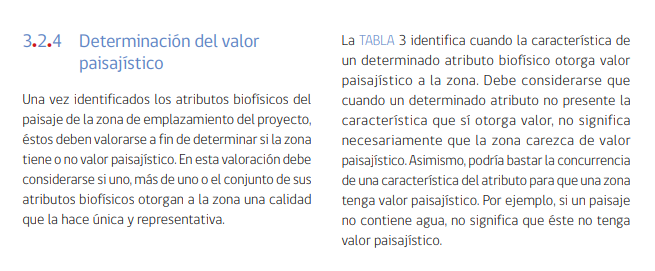 3.2.4 Determinación del valor
paisajístico
Una vez identificados los atributos biofísicos del
paisaje de la zona de emplazamiento del proyecto,
éstos deben valorarse a fin de determinar si la zona
tiene o no valor paisajístico. En esta valoración debe
considerarse si uno, más de uno o el conjunto de sus
atributos biofísicos otorgan a la zona una calidad
que la hace única y representativa.
La TABLA 3 identifica cuando la característica de
un determinado atributo biofísico otorga valor
paisajístico a la zona. Debe considerarse que
cuando un determinado atributo no presente la
característica que sí otorga valor, no significa
necesariamente que la zona carezca de valor
paisajístico. Asimismo, podría bastar la concurrencia
de una característica del atributo para que una zona
tenga valor paisajístico. Por ejemplo, si un paisaje
no contiene agua, no significa que éste no tenga
valor paisajístico.